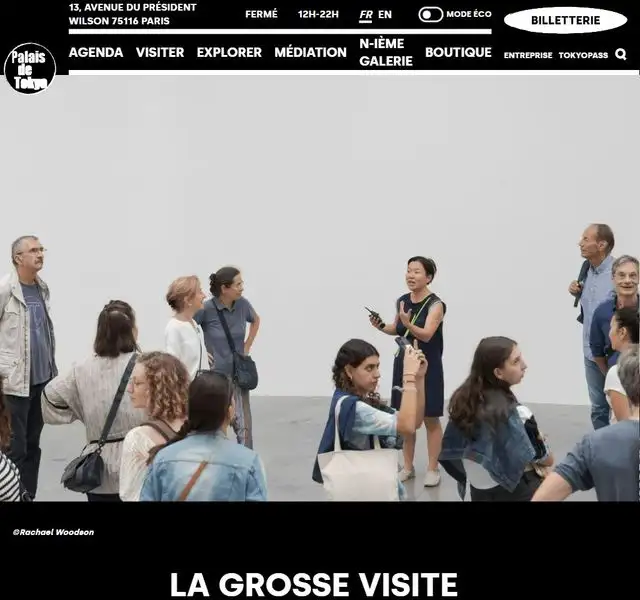 13, AVENUE DU PRÉSIDENT
WILSON 75116 PARIS
FERMÉ
12H-22H
FR EN
MODE ÉCO
BILLETTERIE
Palais
de
Tokyo
AGENDA
VISITER
EXPLORER
MÉDIATION
N-IÈME
GALERIE
BOUTIQUE
ENTREPRISE
TOKYOPASS
©Rachael Woodson
LA GROSSE VISITE